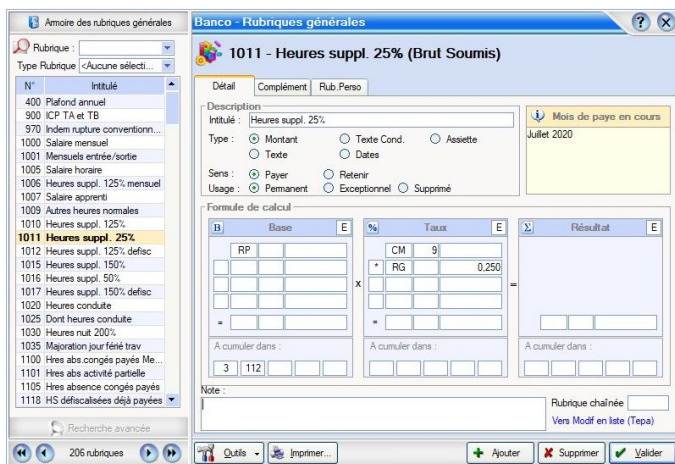 Armoire des rubriques générales
Rubrique :
Type Rubrique <Aucune sélecti...
N° Intitulé
400 Plafond annuel
900 ICP TA et TB
970 Indem rupture conventionn...
1000 Salaire mensuel
1001 Mensuels entrée/sortie
1005 Salaire horaire
1006 Heures suppl. 125% mensuel
1007 Salaire apprenti
1009 Autres heures normales
1010 Heures suppl. 125%
1011 Heures suppl. 25%
1012 Heures suppl. 125% defisc
1015 Heures suppl. 150%
1016 Heures suppl. 50%
1017 Heures suppl. 150% defisc
1020 Heures conduite
1025 Dont heures conduite
1030 Heures nuit 200%
1035 Majoration jour férié trav
1100 Hres abs.congés payés Me...
1101 Hres abs activité partielle
1105 Hres absence congés payés
1118 HS défiscalisées déjà payées
Recherche avancée
206 rubriques
Banco - Rubriques générales
1011 - Heures suppl. 25% (Brut Soumis)
Détail Complément Rub.Perso
Description
Intitulé : Heures suppl. 25%
Type : Montant Texte Cond. Assiette
Texte Dates
Sens : Payer Retenir
Usage : Permanent Exceptionnel Supprimé
Mois de paye en cours
Juillet 2020
Formule de calcul
B Base E % Taux E Σ Résultat E
RP CM 9
* RG 0,250
x =
= =
A cumuler dans : A cumuler dans : A cumuler dans :
3 112
Note :
Rubrique chaînée
Vers Modif en liste (Tepa)
Outils Imprimer... Ajouter Supprimer Valider